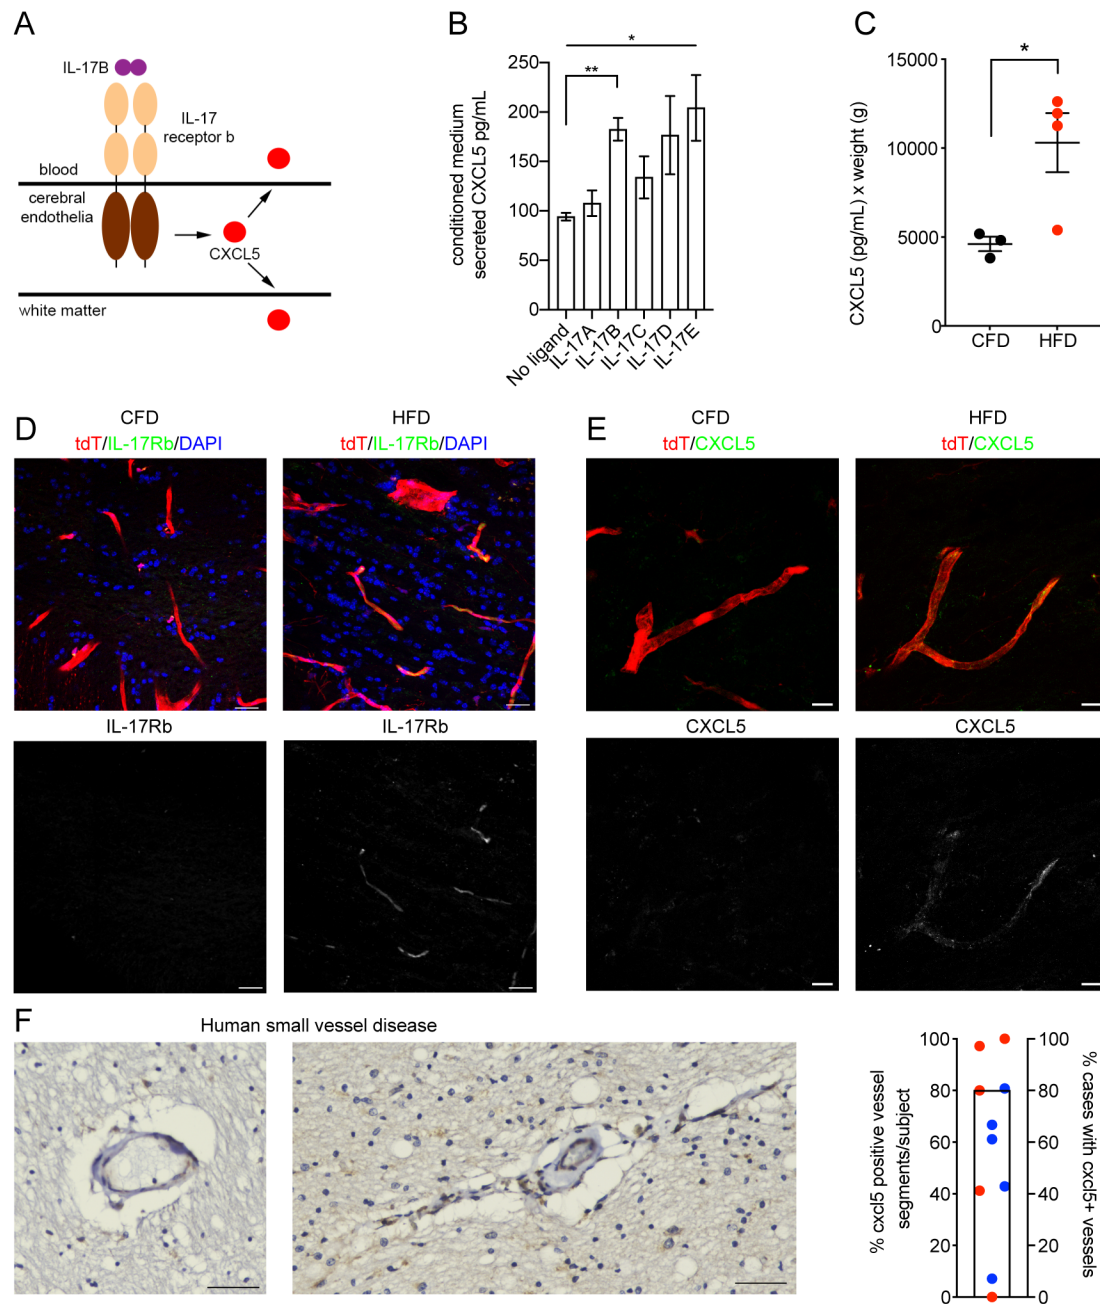 A
IL-17B
IL-17
receptor b
blood
cerebral
endothelia
CXCL5
white matter
B
conditioned medium
secreted CXCL5 pg/mL
250
200
150
100
50
0
*
**
No ligand
IL-17A
IL-17B
IL-17C
IL-17D
IL-17E
C
CXCL5 (pg/mL) x weight (g)
15000
10000
5000
0
*
CFD
HFD
D
CFD
tdT/IL-17Rb/DAPI
HFD
tdT/IL-17Rb/DAPI
IL-17Rb
IL-17Rb
E
CFD
tdT/CXCL5
HFD
tdT/CXCL5
CXCL5
CXCL5
F
Human small vessel disease
% cxcl5 positive vessel
segments/subject
100
80
60
40
20
0
100
80
60
40
20
0
% cases with cxcl5+ vessels